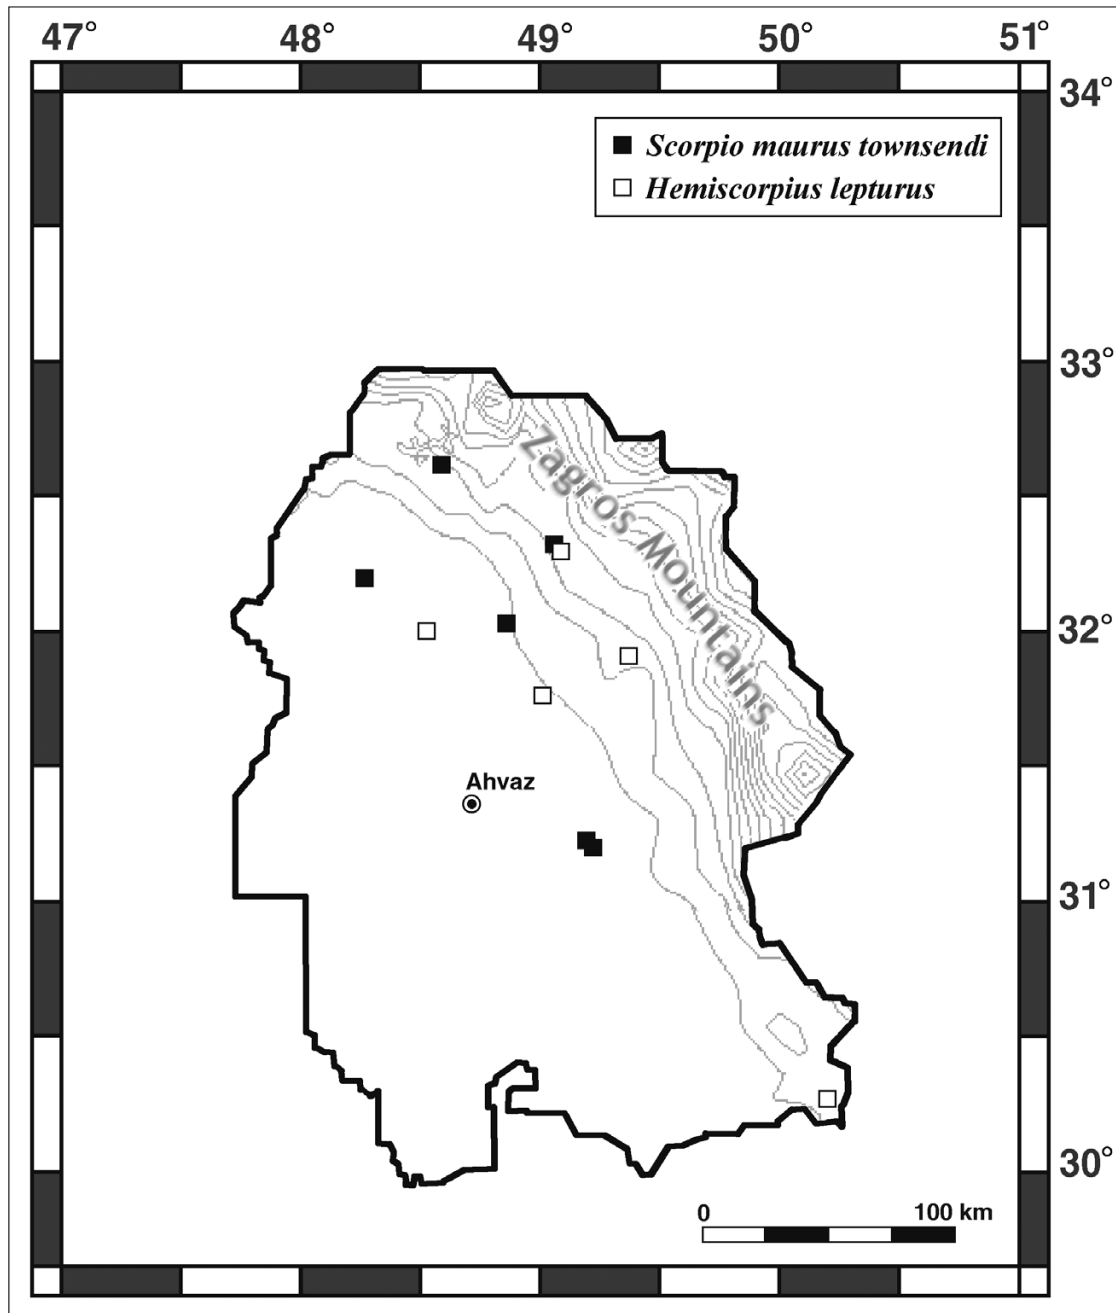 47° 48° 49° 50° 51°
34°
Scorpio maurus townsendi
Hemiscorpius lepturus
33°
Zagros Mountains
32°
Ahvaz
31°
30°
0 100 km